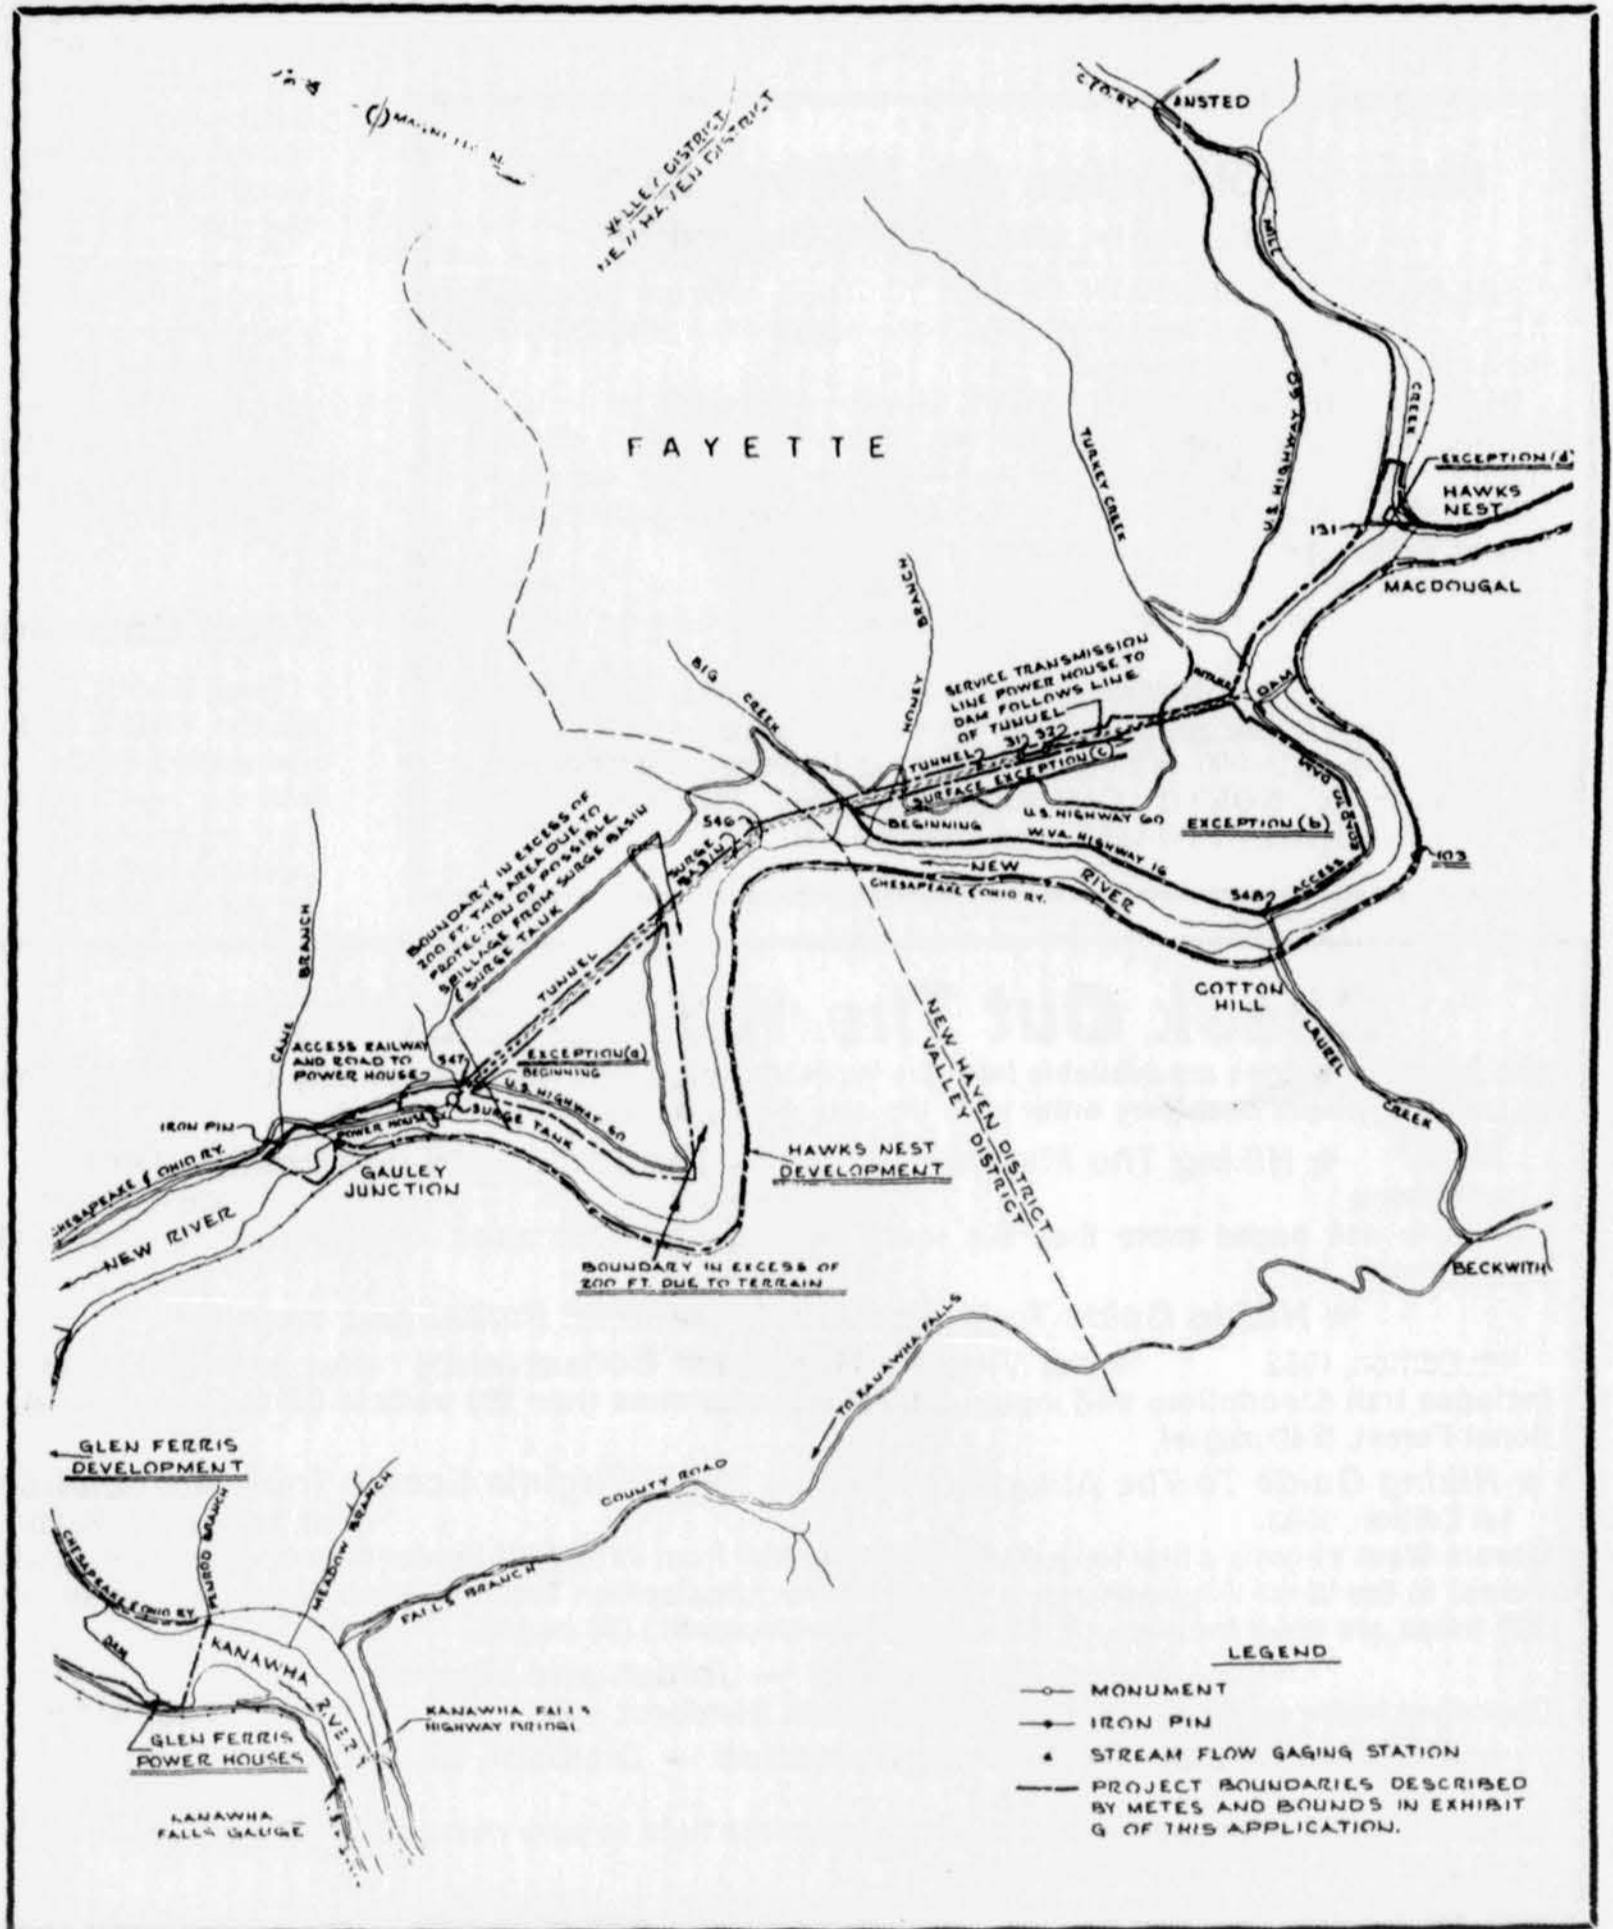 MAGNETIC N.
VALLEY DISTRICT
NEW HAVEN DISTRICT
ANSTED
MILL
CREEK
U.S. HIGHWAY 60
TURKEY CREEK
FAYETTE
EXCEPTION (d)
HAWKS
NEST
131
MACDOUGAL
BRANCH
HONEY
BIG
CREEK
SERVICE TRANSMISSION
LINE POWER HOUSE TO
DAM FOLLOWS LINE
OF TUNNEL
INTAKE
DAM
TUNNEL
31
32
SURFACE EXCEPTION (c)
BEGINNING
U.S. HIGHWAY 60
EXCEPTION (b)
W.VA. HIGHWAY 16
ACCESS
ROAD TO DAM
103
548
NEW
RIVER
CHESAPEAKE & OHIO RY.
546
SURGE
BASIN
BOUNDARY IN EXCESS OF
200 FT. THIS AREA DUE TO
PROTECTION OF POSSIBLE
SPILLAGE FROM SURGE BASIN
& SURGE TANK
TUNNEL
CANE BRANCH
ACCESS RAILWAY
AND ROAD TO
POWER HOUSE
547
EXCEPTION (a)
BEGINNING
U.S. HIGHWAY 60
IRON PIN
POWER HOUSE
SURGE TANK
GAULEY
JUNCTION
CHESAPEAKE & OHIO RY.
NEW RIVER
COTTON
HILL
LAUREL
CREEK
NEW HAVEN DISTRICT
VALLEY DISTRICT
HAWKS NEST
DEVELOPMENT
BOUNDARY IN EXCESS OF
200 FT. DUE TO TERRAIN
BECKWITH
TO KANAWHA FALLS
GLEN FERRIS
DEVELOPMENT
COUNTY ROAD
FALLS BRANCH
MEADOW BRANCH
BRANCH
CHESAPEAKE & OHIO RY.
DAM
KANAWHA
RIVER
KANAWHA FALLS
HIGHWAY BRIDGE
GLEN FERRIS
POWER HOUSES
KANAWHA
FALLS GAUGE
LEGEND
MONUMENT
IRON PIN
STREAM FLOW GAGING STATION
PROJECT BOUNDARIES DESCRIBED
BY METES AND BOUNDS IN EXHIBIT
G OF THIS APPLICATION.